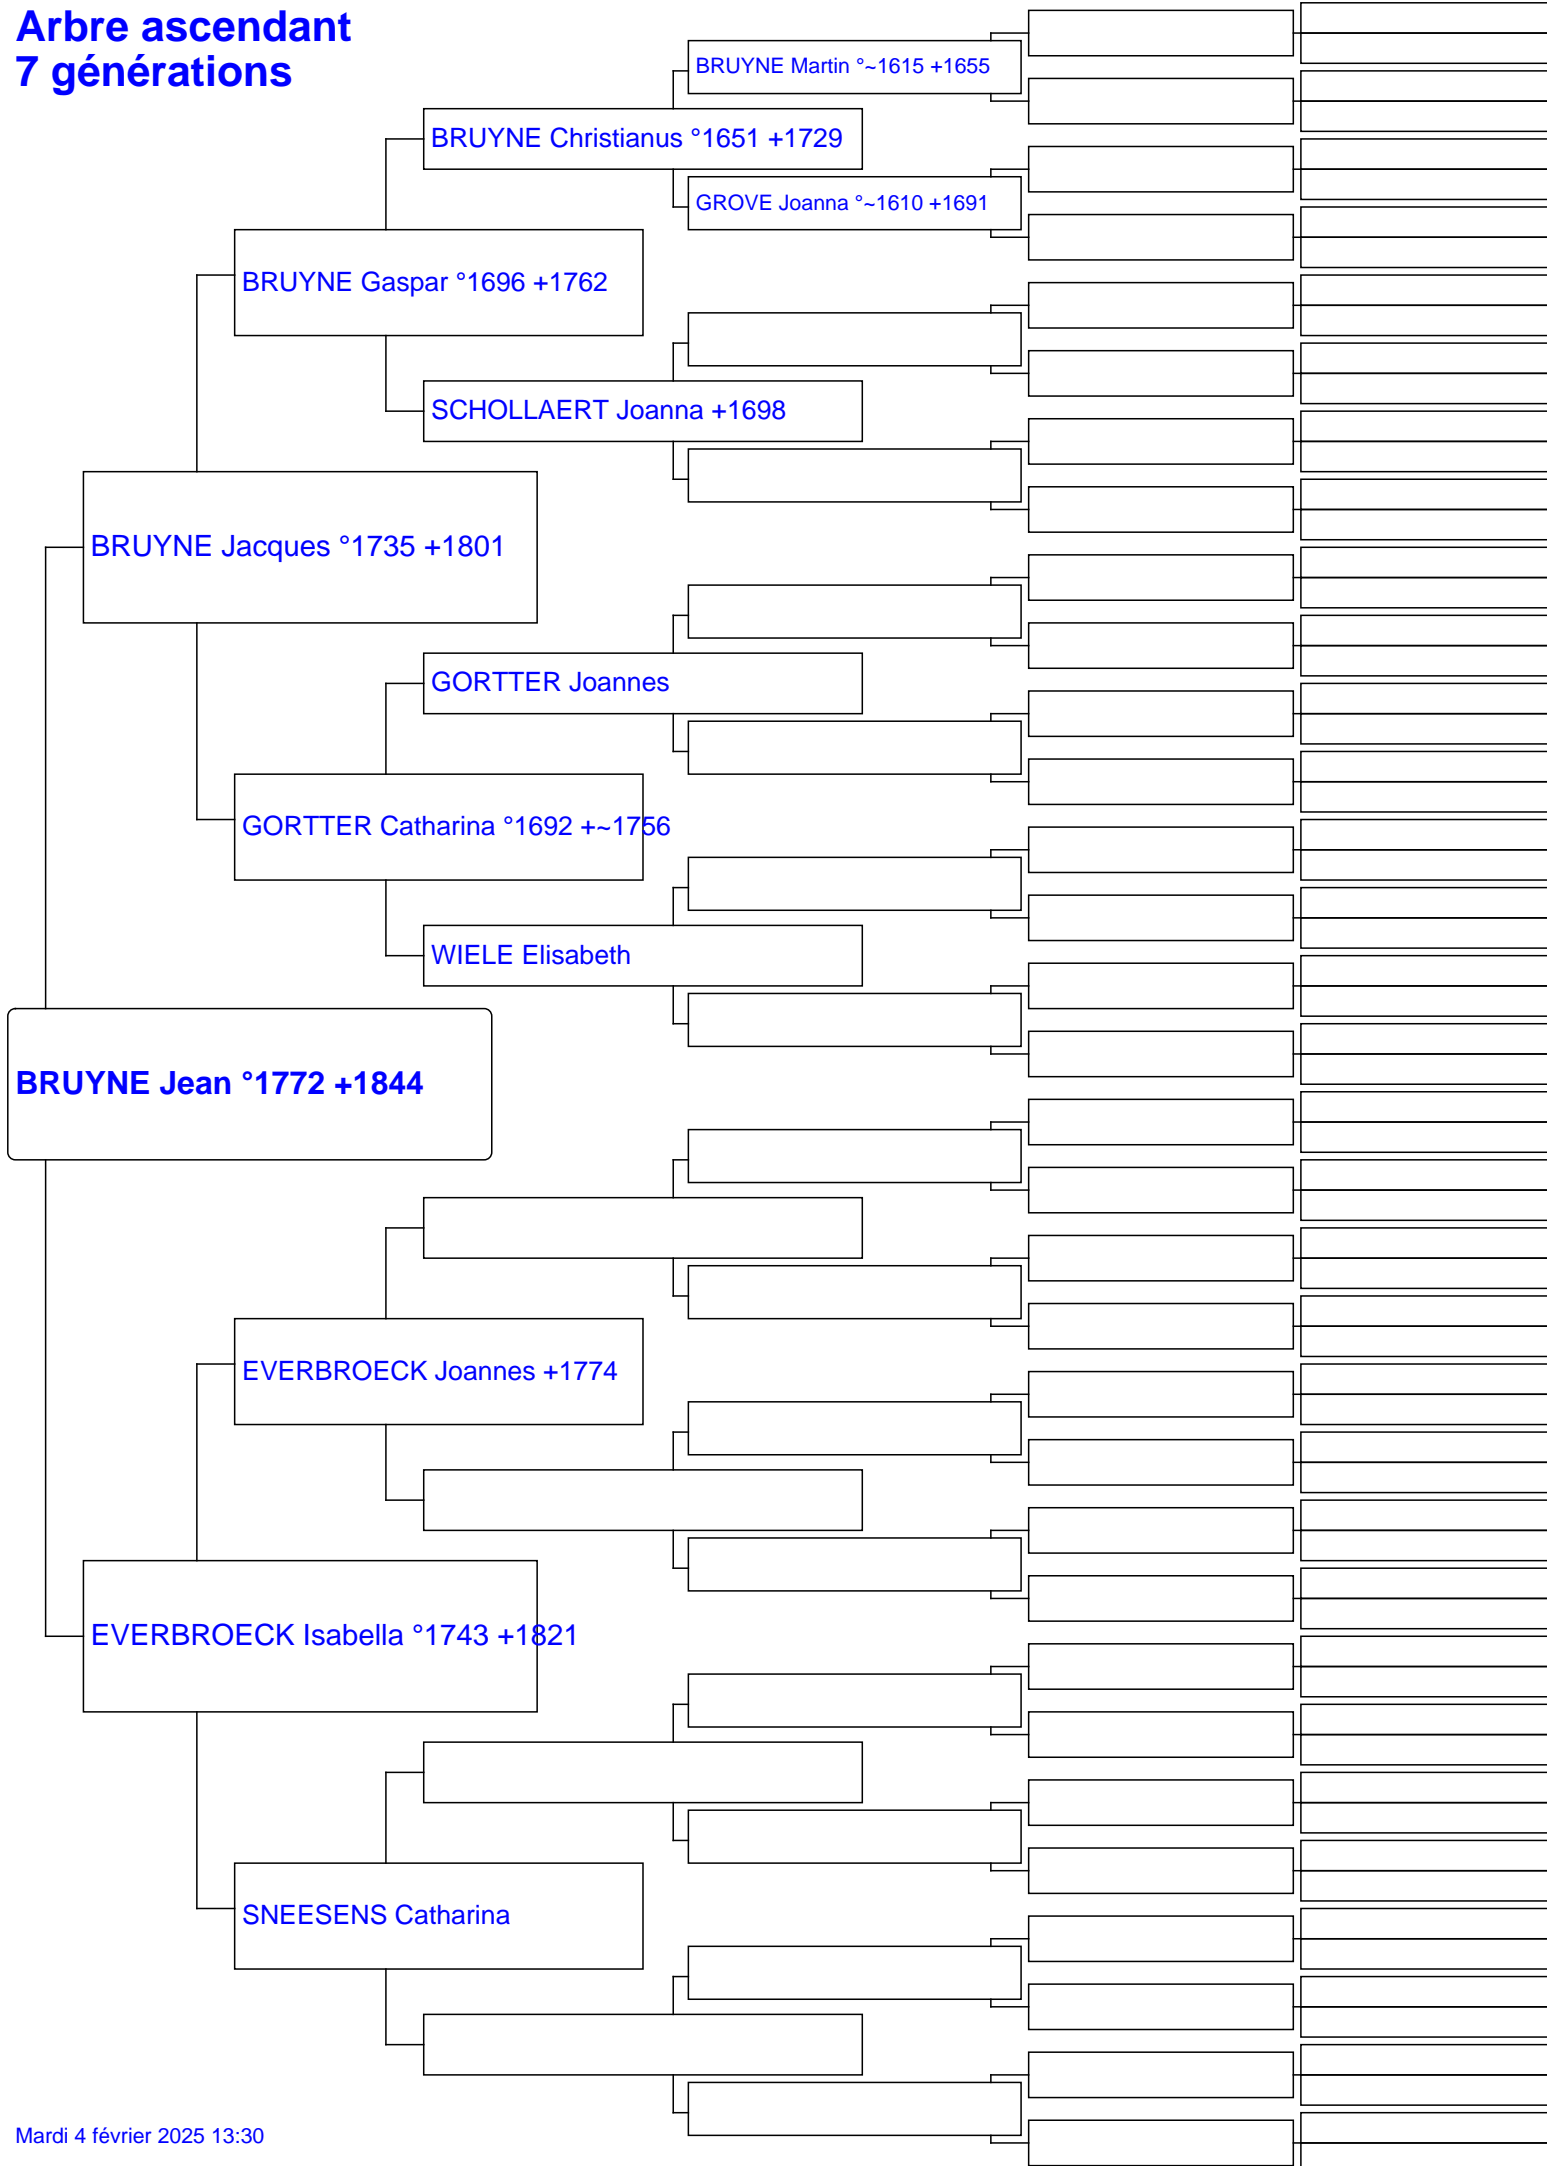 Arbre ascendant
7 générations
BRUYNE Martin °~1615 +1655
BRUYNE Christianus °1651 +1729
GROVE Joanna °~1610 +1691
BRUYNE Gaspar °1696 +1762
SCHOLLAERT Joanna +1698
BRUYNE Jacques °1735 +1801
GORTTER Joannes
GORTTER Catharina °1692 +~1756
WIELE Elisabeth
BRUYNE Jean °1772 +1844
EVERBROECK Joannes +1774
EVERBROECK Isabella °1743 +1821
SNEESENS Catharina
Mardi 4 février 2025 13:30